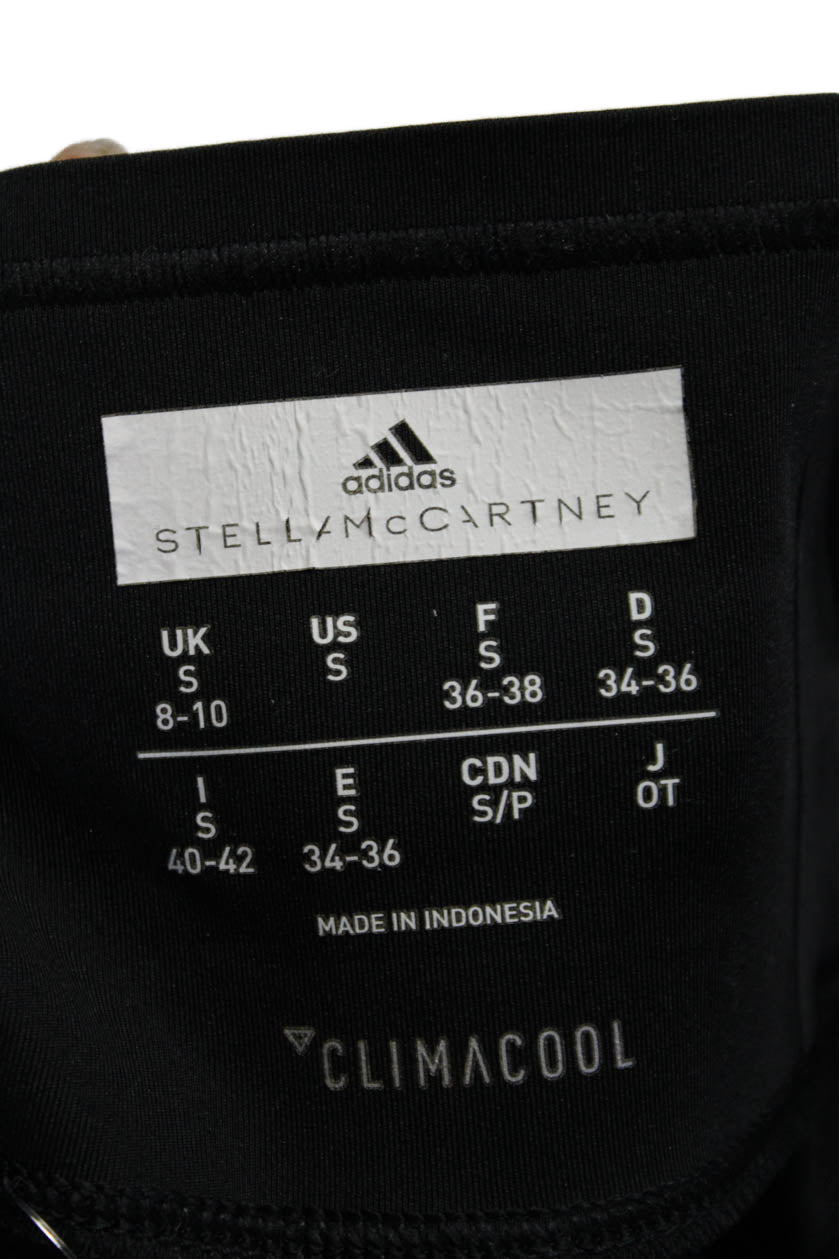 adidas
STELLA McCARTNEY
UK US F D
S S S S
8-10 36-38 34-36
I E CDN J
S S S/P OT
40-42 34-36
MADE IN INDONESIA
CLIMACOOL